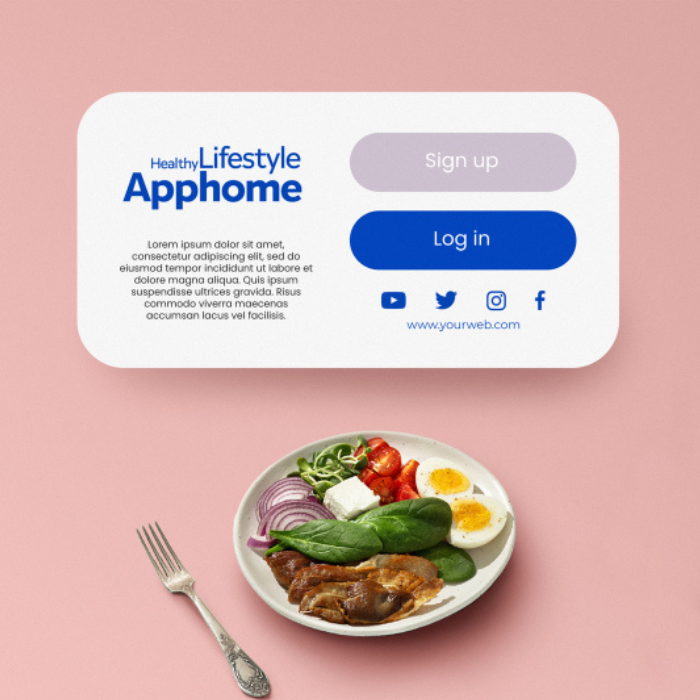 Healthy Lifestyle
Apphome
Lorem ipsum dolor sit amet,
consectetur adipiscing elit, sed do
eiusmod tempor incididunt ut labore et
dolore magna aliqua. Quis ipsum
suspendisse ultrices gravida. Risus
commodo viverra maecenas
accumsan lacus vel facilisis.
Sign up
Log in
www.yourweb.com